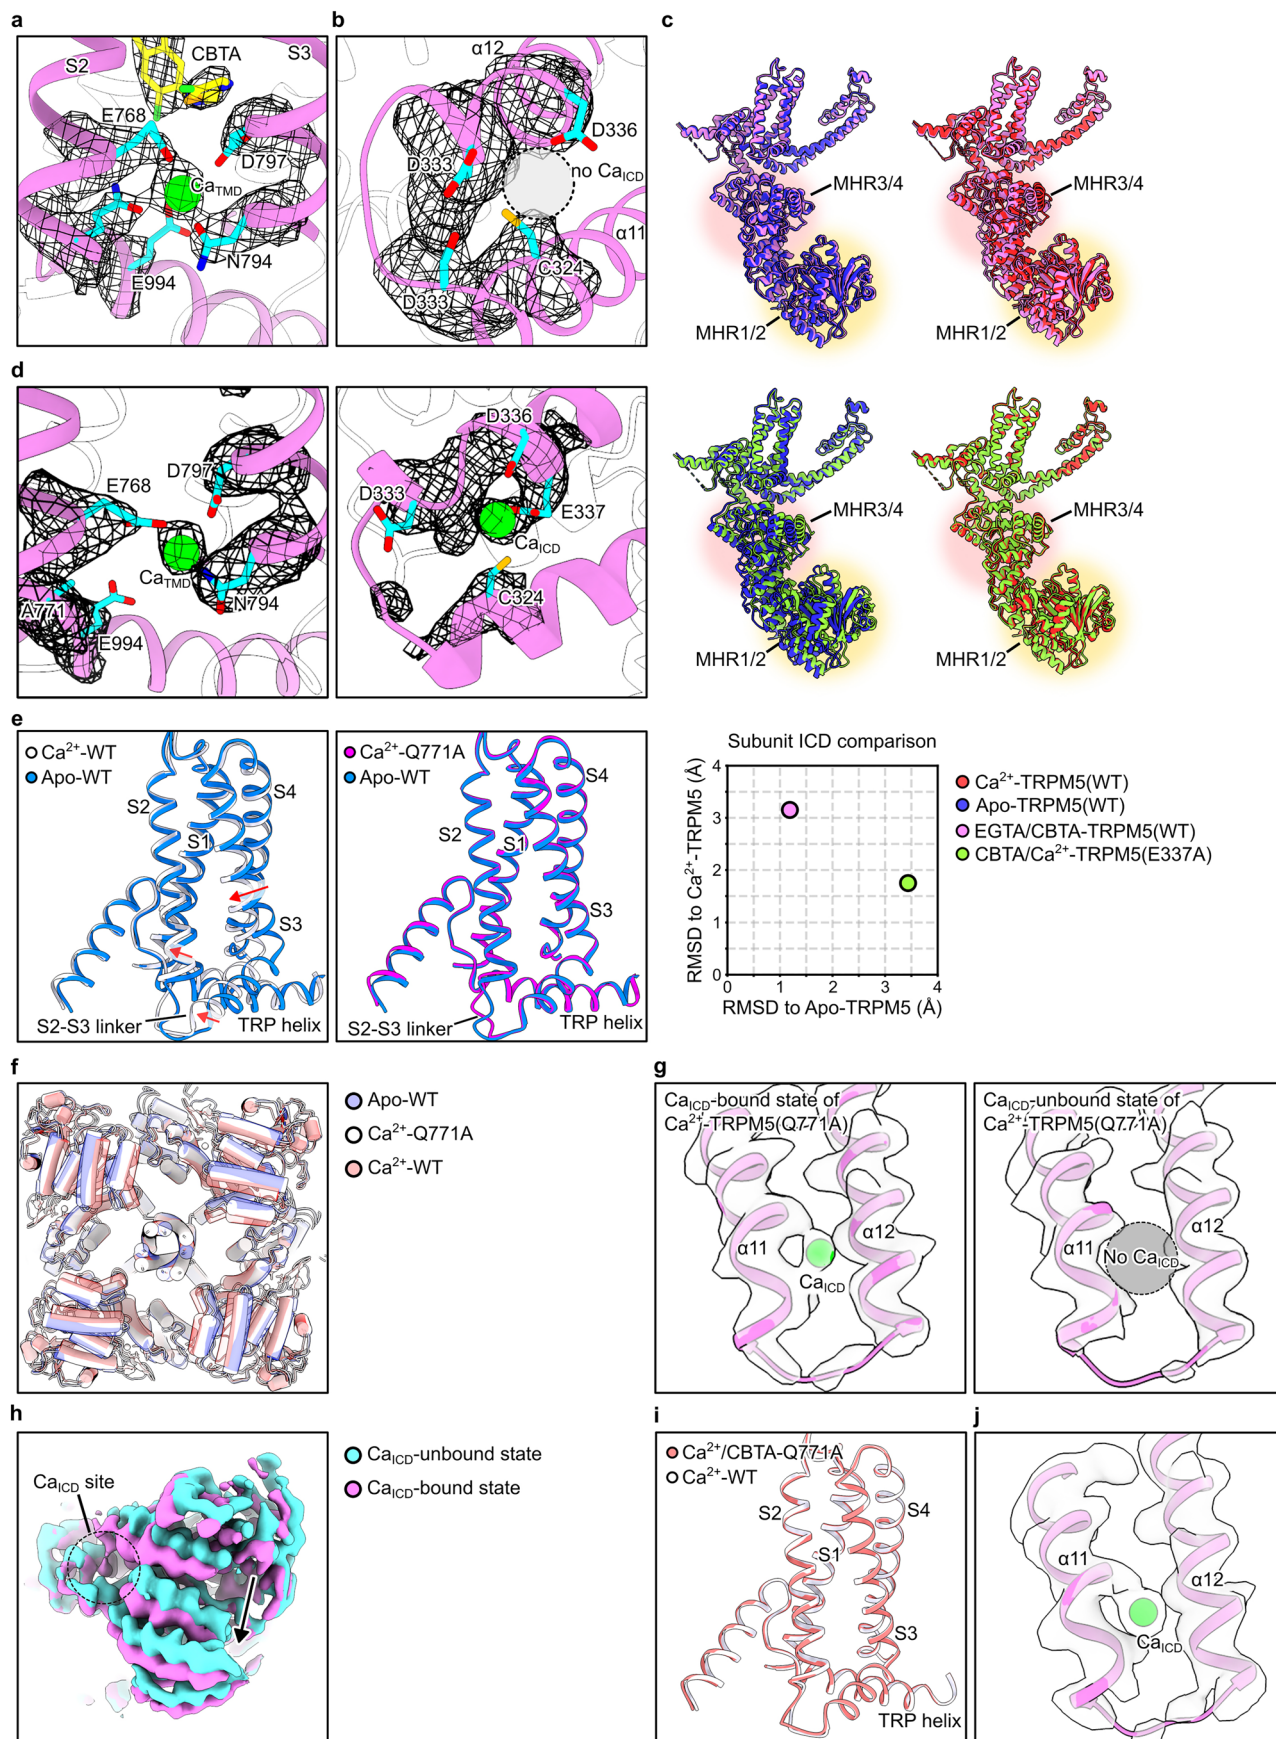 a
S2
CBTA
S3
E768
D797
CaTMD
N794
E994
b
α12
D336
D333
no CaICD
α11
C324
D333
c
MHR3/4
MHR1/2
MHR3/4
MHR1/2
MHR3/4
MHR1/2
MHR3/4
MHR1/2
Subunit ICD comparison
RMSD to Ca²⁺-TRPM5 (Å)
4
3
2
1
0
0 1 2 3 4
RMSD to Apo-TRPM5 (Å)
Ca²⁺-TRPM5(WT)
Apo-TRPM5(WT)
EGTA/CBTA-TRPM5(WT)
CBTA/Ca²⁺-TRPM5(E337A)
d
D797
E768
CaTMD
A771
N794
E994
D336
D333
E337
CaICD
C324
e
Ca²⁺-WT
Apo-WT
S4
S2
S1
S3
S2-S3 linker
TRP helix
Ca²⁺-Q771A
Apo-WT
S4
S2
S1
S3
S2-S3 linker
TRP helix
f
Apo-WT
Ca²⁺-Q771A
Ca²⁺-WT
g
CaICD-bound state of
Ca²⁺-TRPM5(Q771A)
α11
α12
CaICD
CaICD-unbound state of
Ca²⁺-TRPM5(Q771A)
α12
α11
No CaICD
h
CaICD site
CaICD-unbound state
CaICD-bound state
i
Ca²⁺/CBTA-Q771A
Ca²⁺-WT
S2
S4
S1
S3
TRP helix
j
α11
α12
CaICD